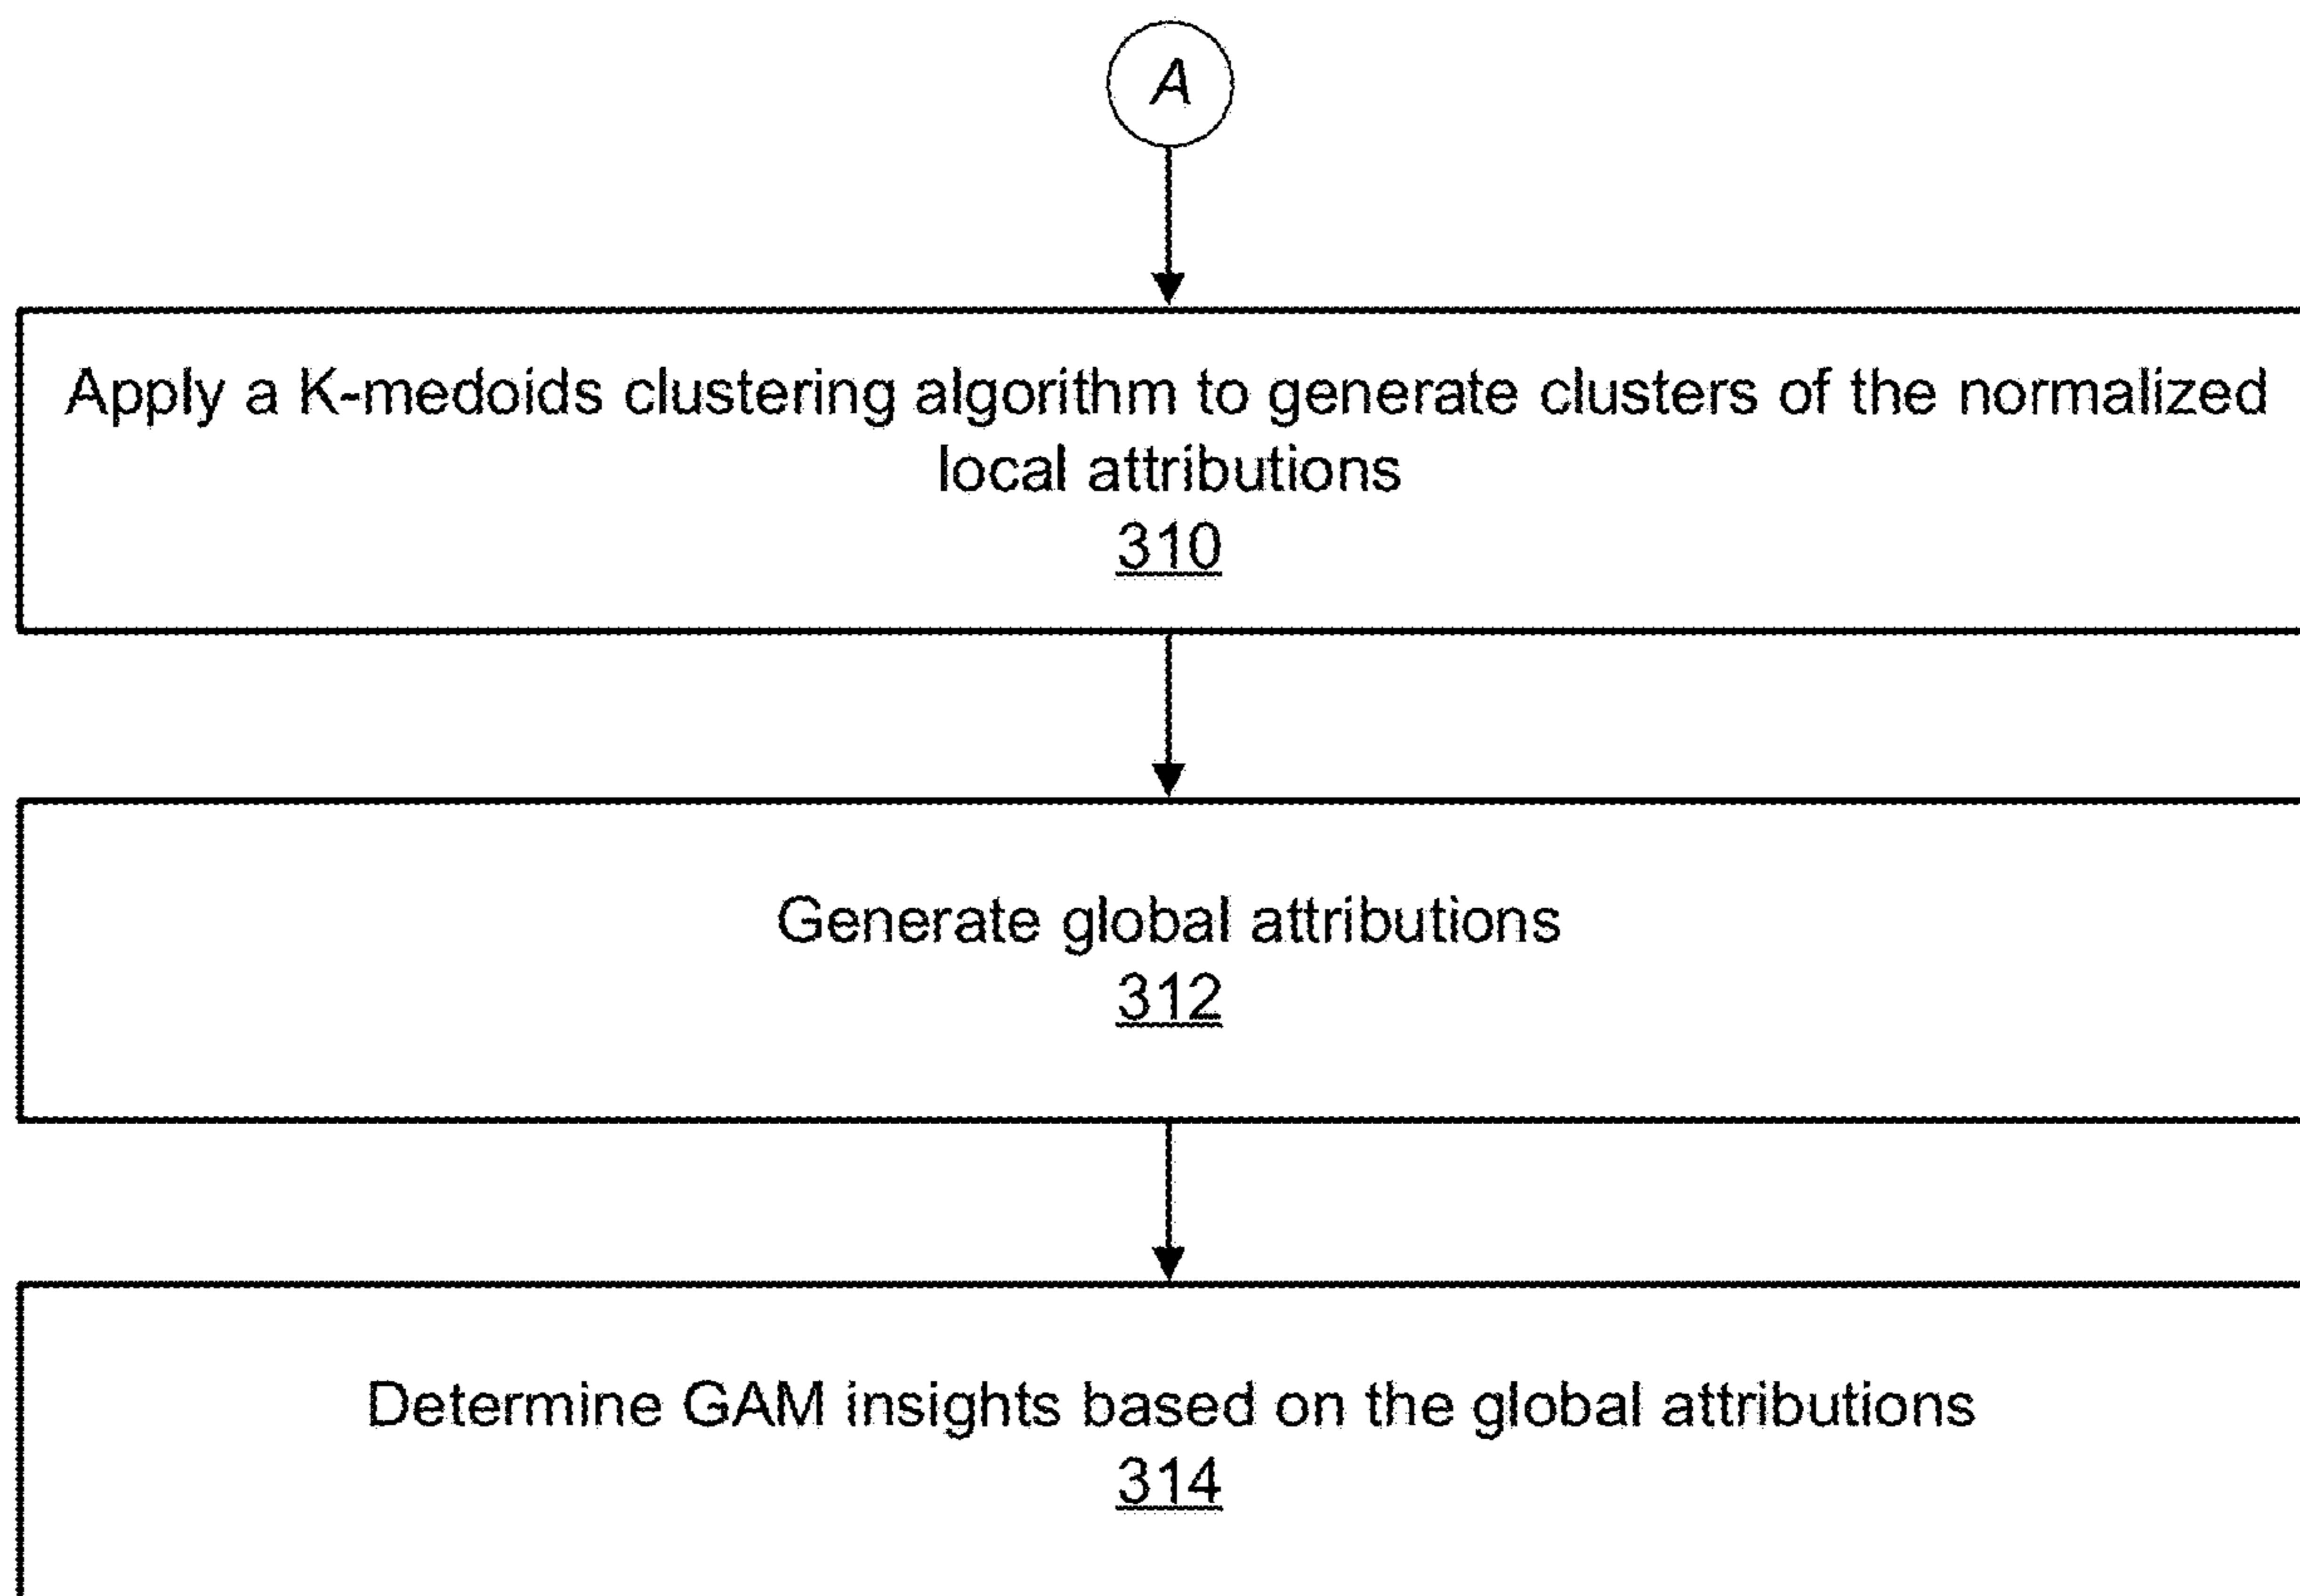 A
Apply a K-medoids clustering algorithm to generate clusters of the normalized
local attributions
310
Generate global attributions
312
Determine GAM insights based on the global attributions
314